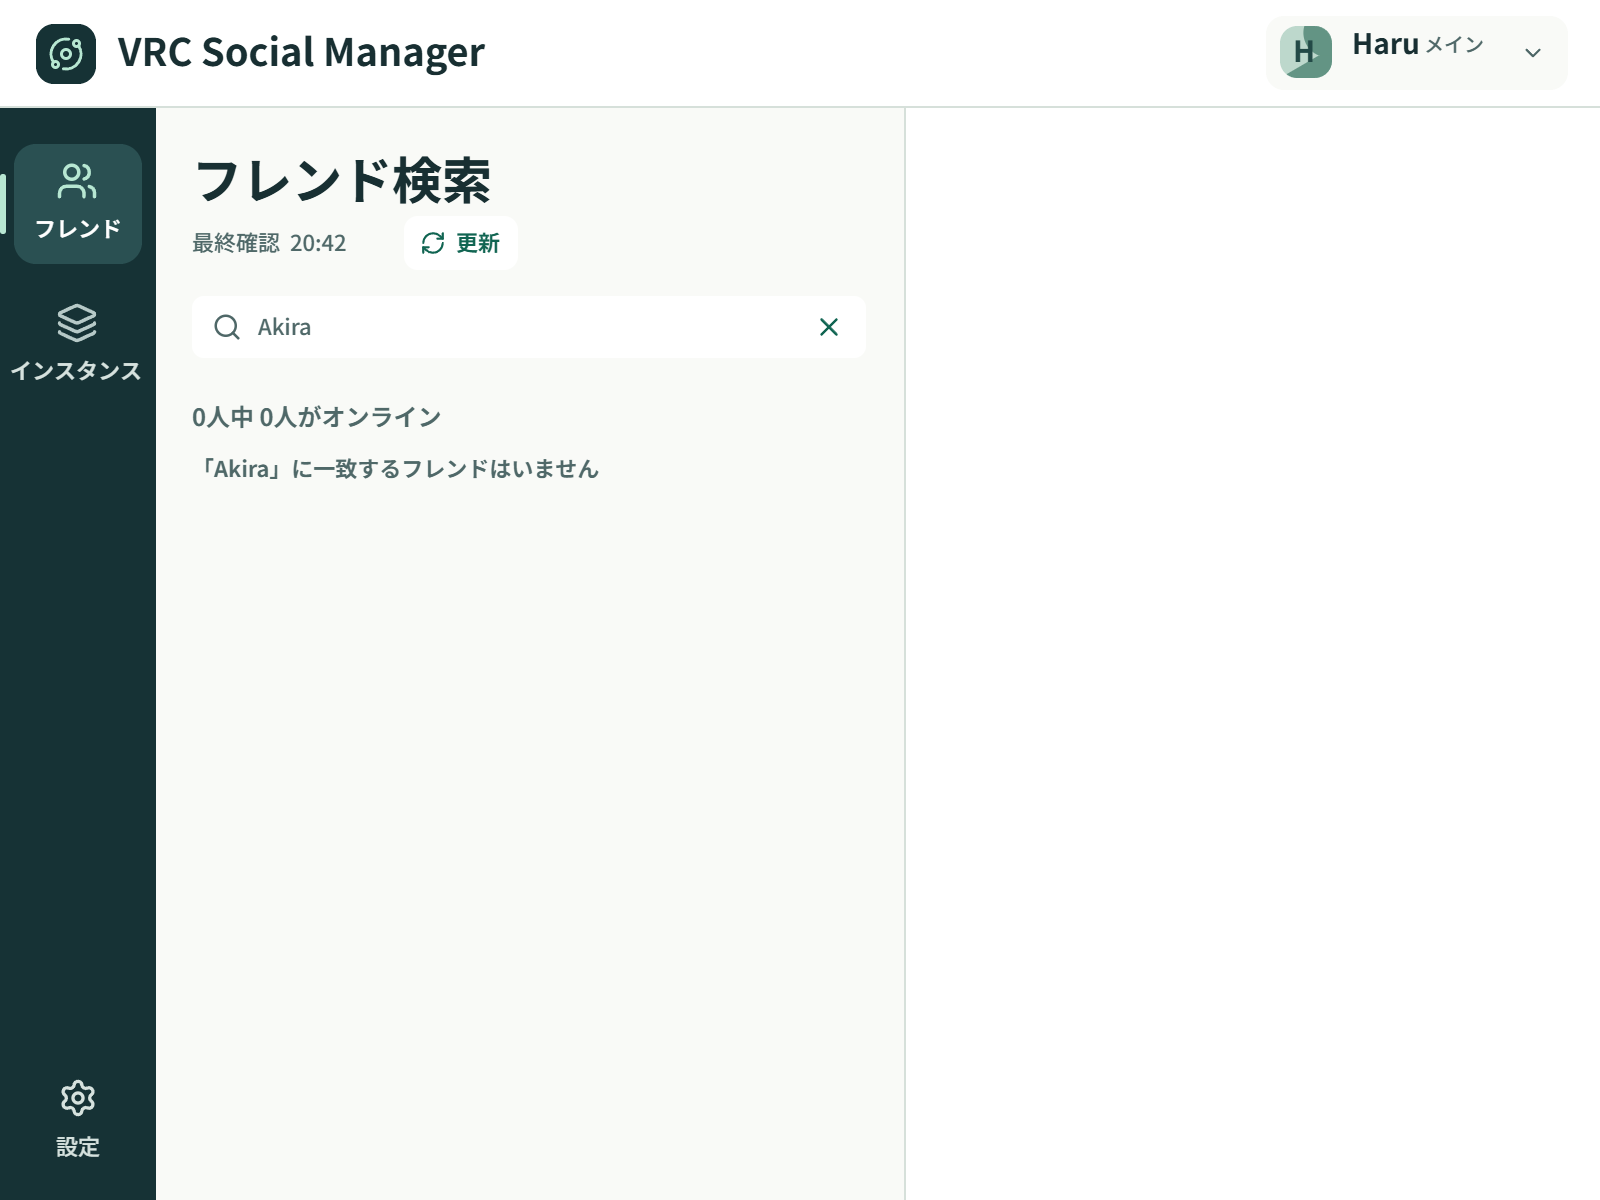 VRC Social Manager
H
Haru メイン
フレンド
インスタンス
設定
フレンド検索
最終確認 20:42
更新
Akira
0人中 0人がオンライン
「Akira」に一致するフレンドはいません